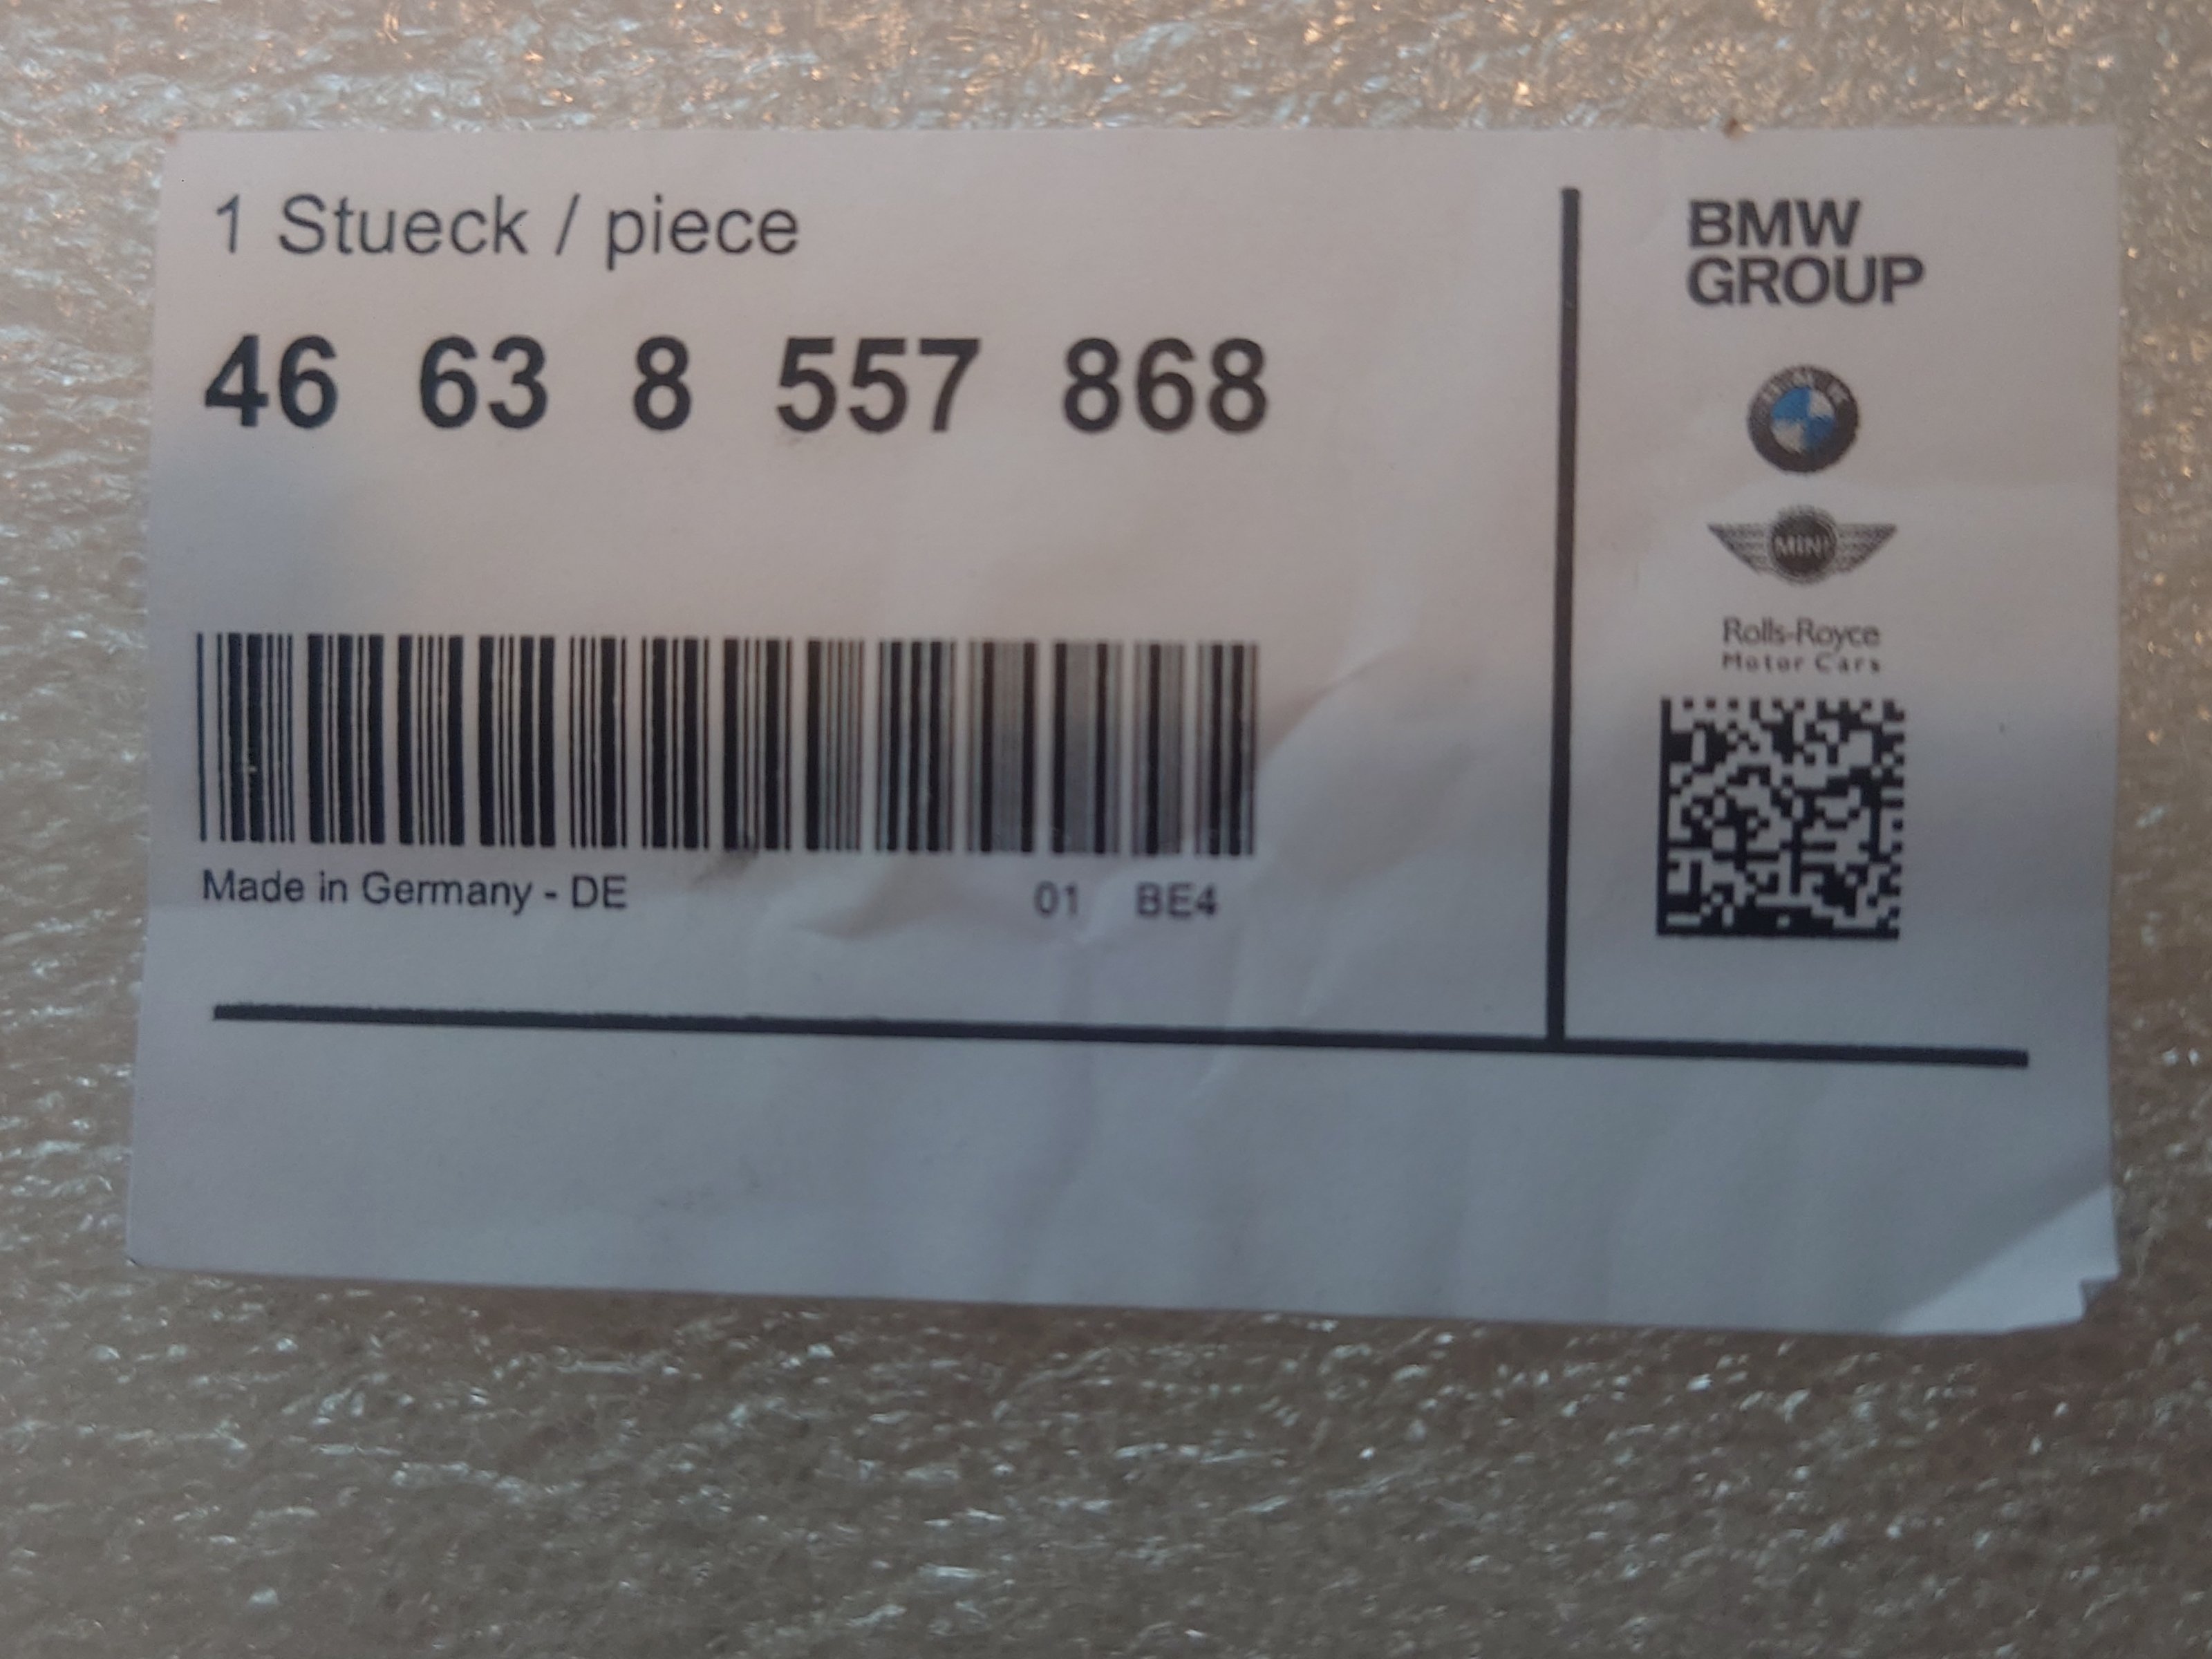 1 Stueck / piece
46 63 8 557 868
Made in Germany - DE
01 BE4
BMW
GROUP
MINI
Rolls-Royce
Motor Cars